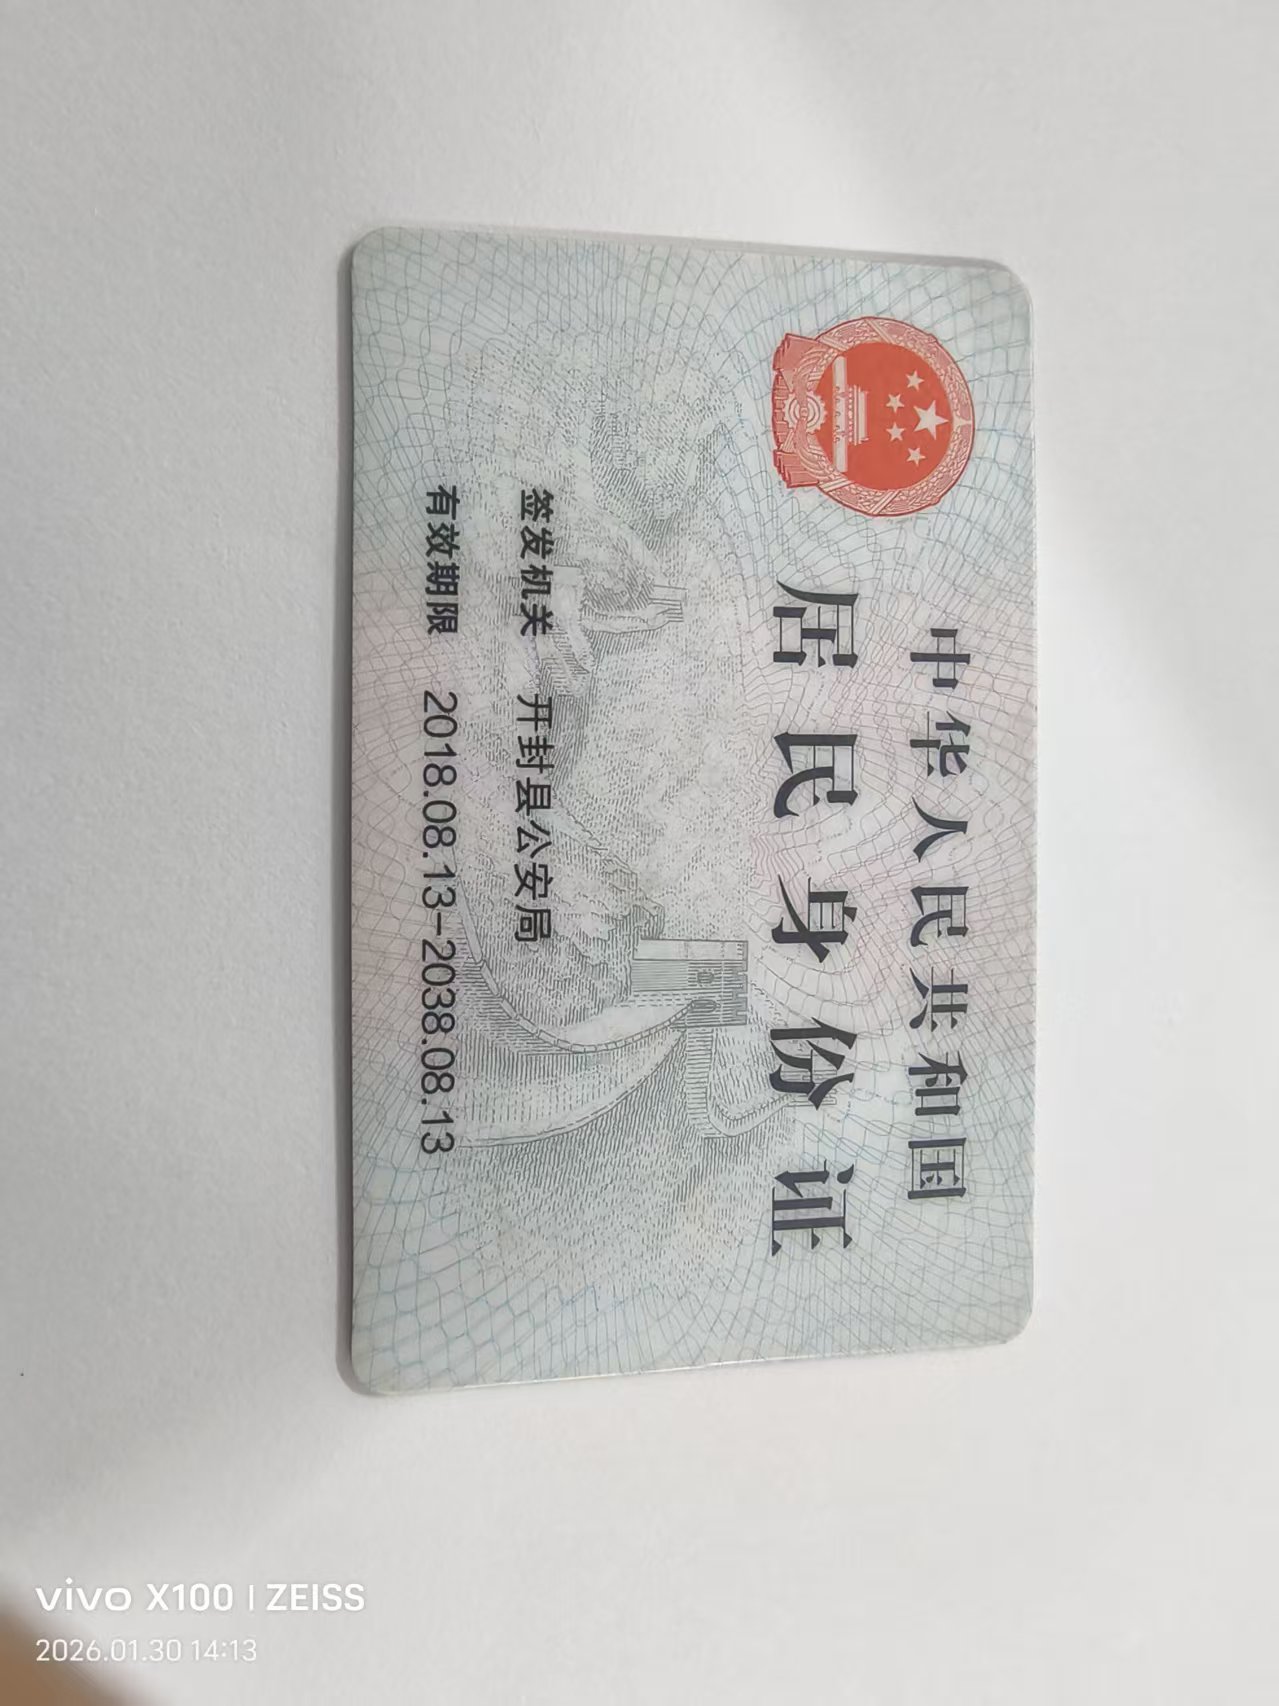 中华人民共和国
居民身份证
签发机关 开封县公安局
有效期限 2018.08.13-2038.08.13
vivo X100 | ZEISS
2026.01.30 14:13